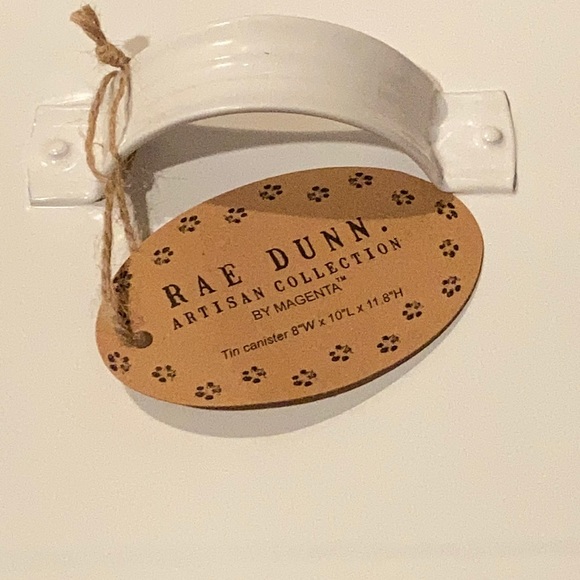 RAE DUNN.
ARTISAN COLLECTION
BY MAGENTA™
Tin canister 8"W x 10"L x 11.8"H